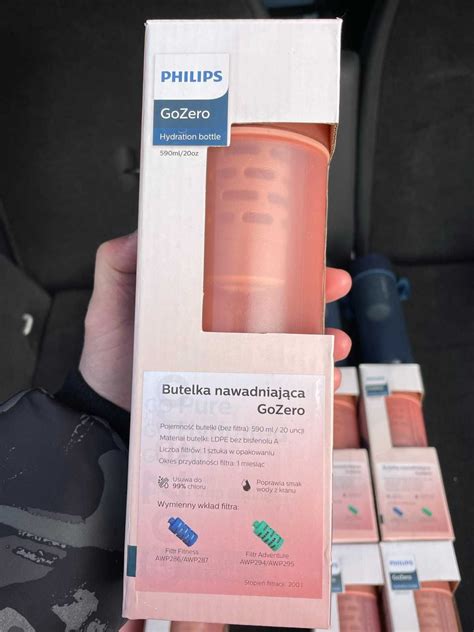 PHILIPS
GoZero
Hydration bottle
590ml/20oz
Butelka nawadniająca
GoZero
Pojemność butelki (bez filtra): 590 ml / 20 uncji
Materiał butelki: LDPE bez bisfenolu A
Liczba filtrów: 1 sztuka w opakowaniu
Okres przydatności filtra: 1 miesiąc
Usuwa do
99% chloru
Poprawia smak
wody z kranu
Wymienny wkład filtra:
Filtr Fitness
AWP286/AWP287
Filtr Adventure
AWP294/AWP295
PHILIPS
GoZero
PHILIPS
GoZero